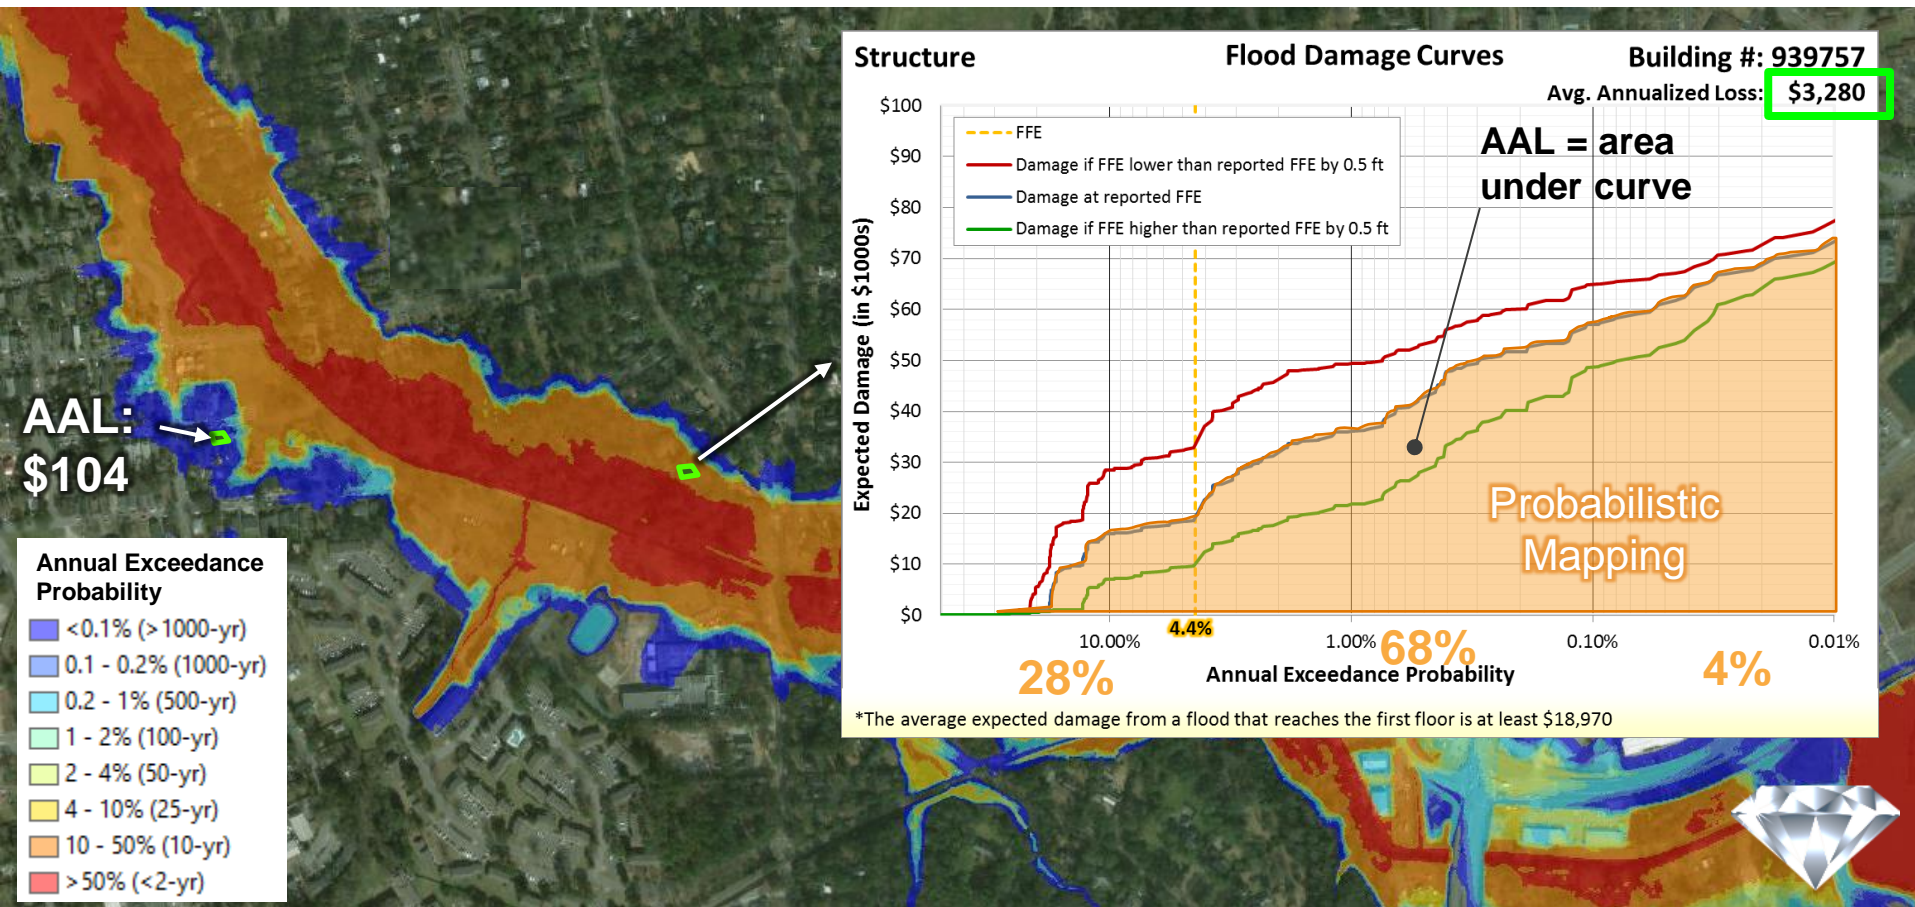 Structure
Flood Damage Curves
Building #: 939757
Avg. Annualized Loss: $3,280
$100
$90
$80
$70
$60
$50
$40
$30
$20
$10
$0
Expected Damage (in $1000s)
FFE
Damage if FFE lower than reported FFE by 0.5 ft
Damage at reported FFE
Damage if FFE higher than reported FFE by 0.5 ft
AAL = area
under curve
Probabilistic
Mapping
4.4%
10.00%
1.00%
0.10%
0.01%
28%
68%
4%
Annual Exceedance Probability
*The average expected damage from a flood that reaches the first floor is at least $18,970
AAL:
$104
Annual Exceedance
Probability
<0.1% (>1000-yr)
0.1 - 0.2% (1000-yr)
0.2 - 1% (500-yr)
1 - 2% (100-yr)
2 - 4% (50-yr)
4 - 10% (25-yr)
10 - 50% (10-yr)
>50% (<2-yr)